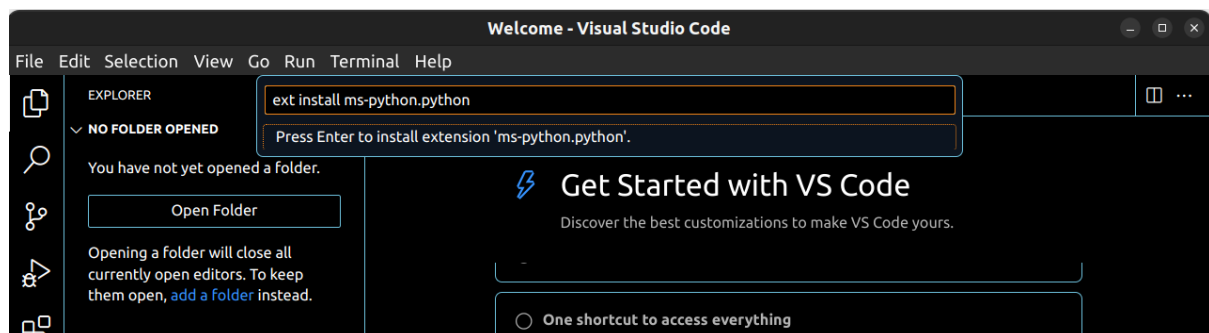 Welcome - Visual Studio Code
File Edit Selection View Go Run Terminal Help
EXPLORER
NO FOLDER OPENED
You have not yet opened a folder.
Open Folder
Opening a folder will close all
currently open editors. To keep
them open, add a folder instead.
ext install ms-python.python
Press Enter to install extension 'ms-python.python'.
Get Started with VS Code
Discover the best customizations to make VS Code yours.
One shortcut to access everything